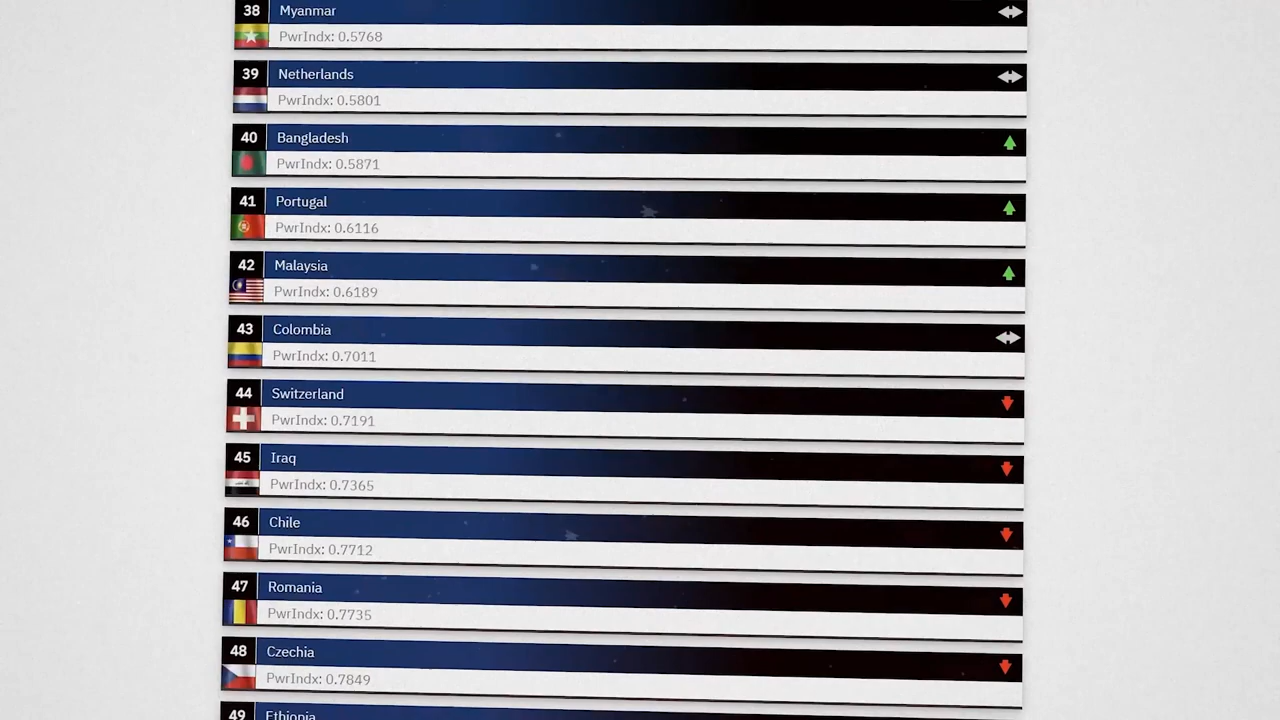 38 Myanmar
PwrIndx: 0.5768
39 Netherlands
PwrIndx: 0.5801
40 Bangladesh
PwrIndx: 0.5871
41 Portugal
PwrIndx: 0.6116
42 Malaysia
PwrIndx: 0.6189
43 Colombia
PwrIndx: 0.7011
44 Switzerland
PwrIndx: 0.7191
45 Iraq
PwrIndx: 0.7365
46 Chile
PwrIndx: 0.7712
47 Romania
PwrIndx: 0.7735
48 Czechia
PwrIndx: 0.7849
49 Ethiopia